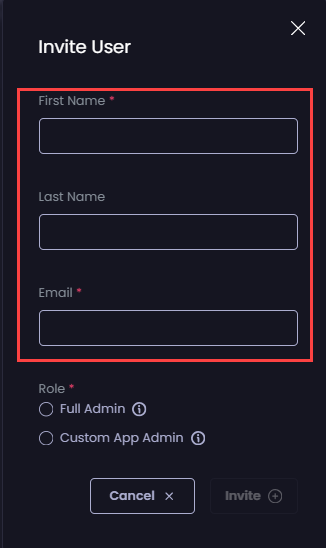 Invite User
First Name *
Last Name
Email *
Role *
Full Admin
Custom App Admin
Cancel Invite